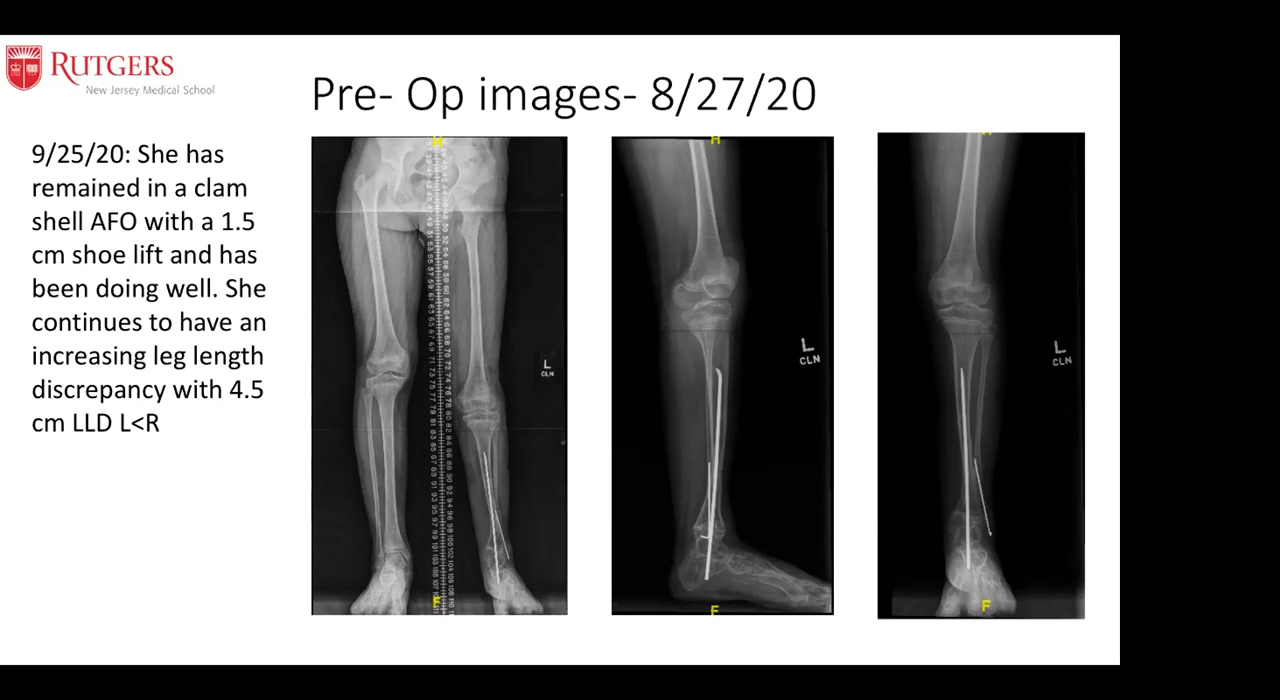 RUTGERS
New Jersey Medical School
Pre- Op images- 8/27/20
9/25/20: She has
remained in a clam
shell AFO with a 1.5
cm shoe lift and has
been doing well. She
continues to have an
increasing leg length
discrepancy with 4.5
cm LLD L<R
L
CLN
F
H
L
CLN
F
L
CLN
F